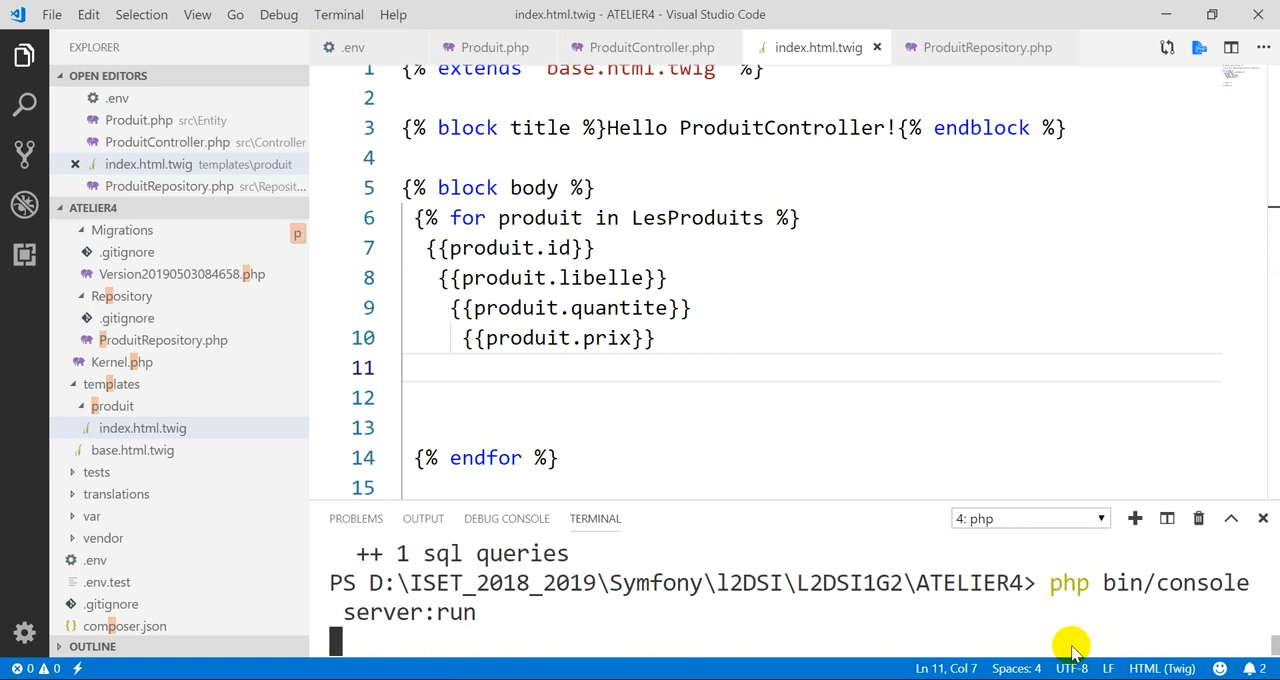 File Edit Selection View Go Debug Terminal Help index.html.twig - ATELIER4 - Visual Studio Code
EXPLORER
OPEN EDITORS
.env
Produit.php src\Entity
ProduitController.php src\Controller
index.html.twig templates\produit
ProduitRepository.php src\Reposit...
ATELIER4
Migrations
.gitignore
Version20190503084658.php
Repository
.gitignore
ProduitRepository.php
Kernel.php
templates
produit
index.html.twig
base.html.twig
tests
translations
var
vendor
.env
.env.test
.gitignore
composer.json
OUTLINE
.env Produit.php ProduitController.php index.html.twig ProduitRepository.php
p
1 {% extends 'base.html.twig' %}
2
3 {% block title %}Hello ProduitController!{% endblock %}
4
5 {% block body %}
6 {% for produit in LesProduits %}
7 {{produit.id}}
8 {{produit.libelle}}
9 {{produit.quantite}}
10 {{produit.prix}}
11
12
13
14 {% endfor %}
15
PROBLEMS OUTPUT DEBUG CONSOLE TERMINAL 4: php
++ 1 sql queries
PS D:\ISET_2018_2019\Symfony\l2DSI\L2DSI1G2\ATELIER4> php bin/console
server:run
0 0 Ln 11, Col 7 Spaces: 4 UTF-8 LF HTML (Twig) 2